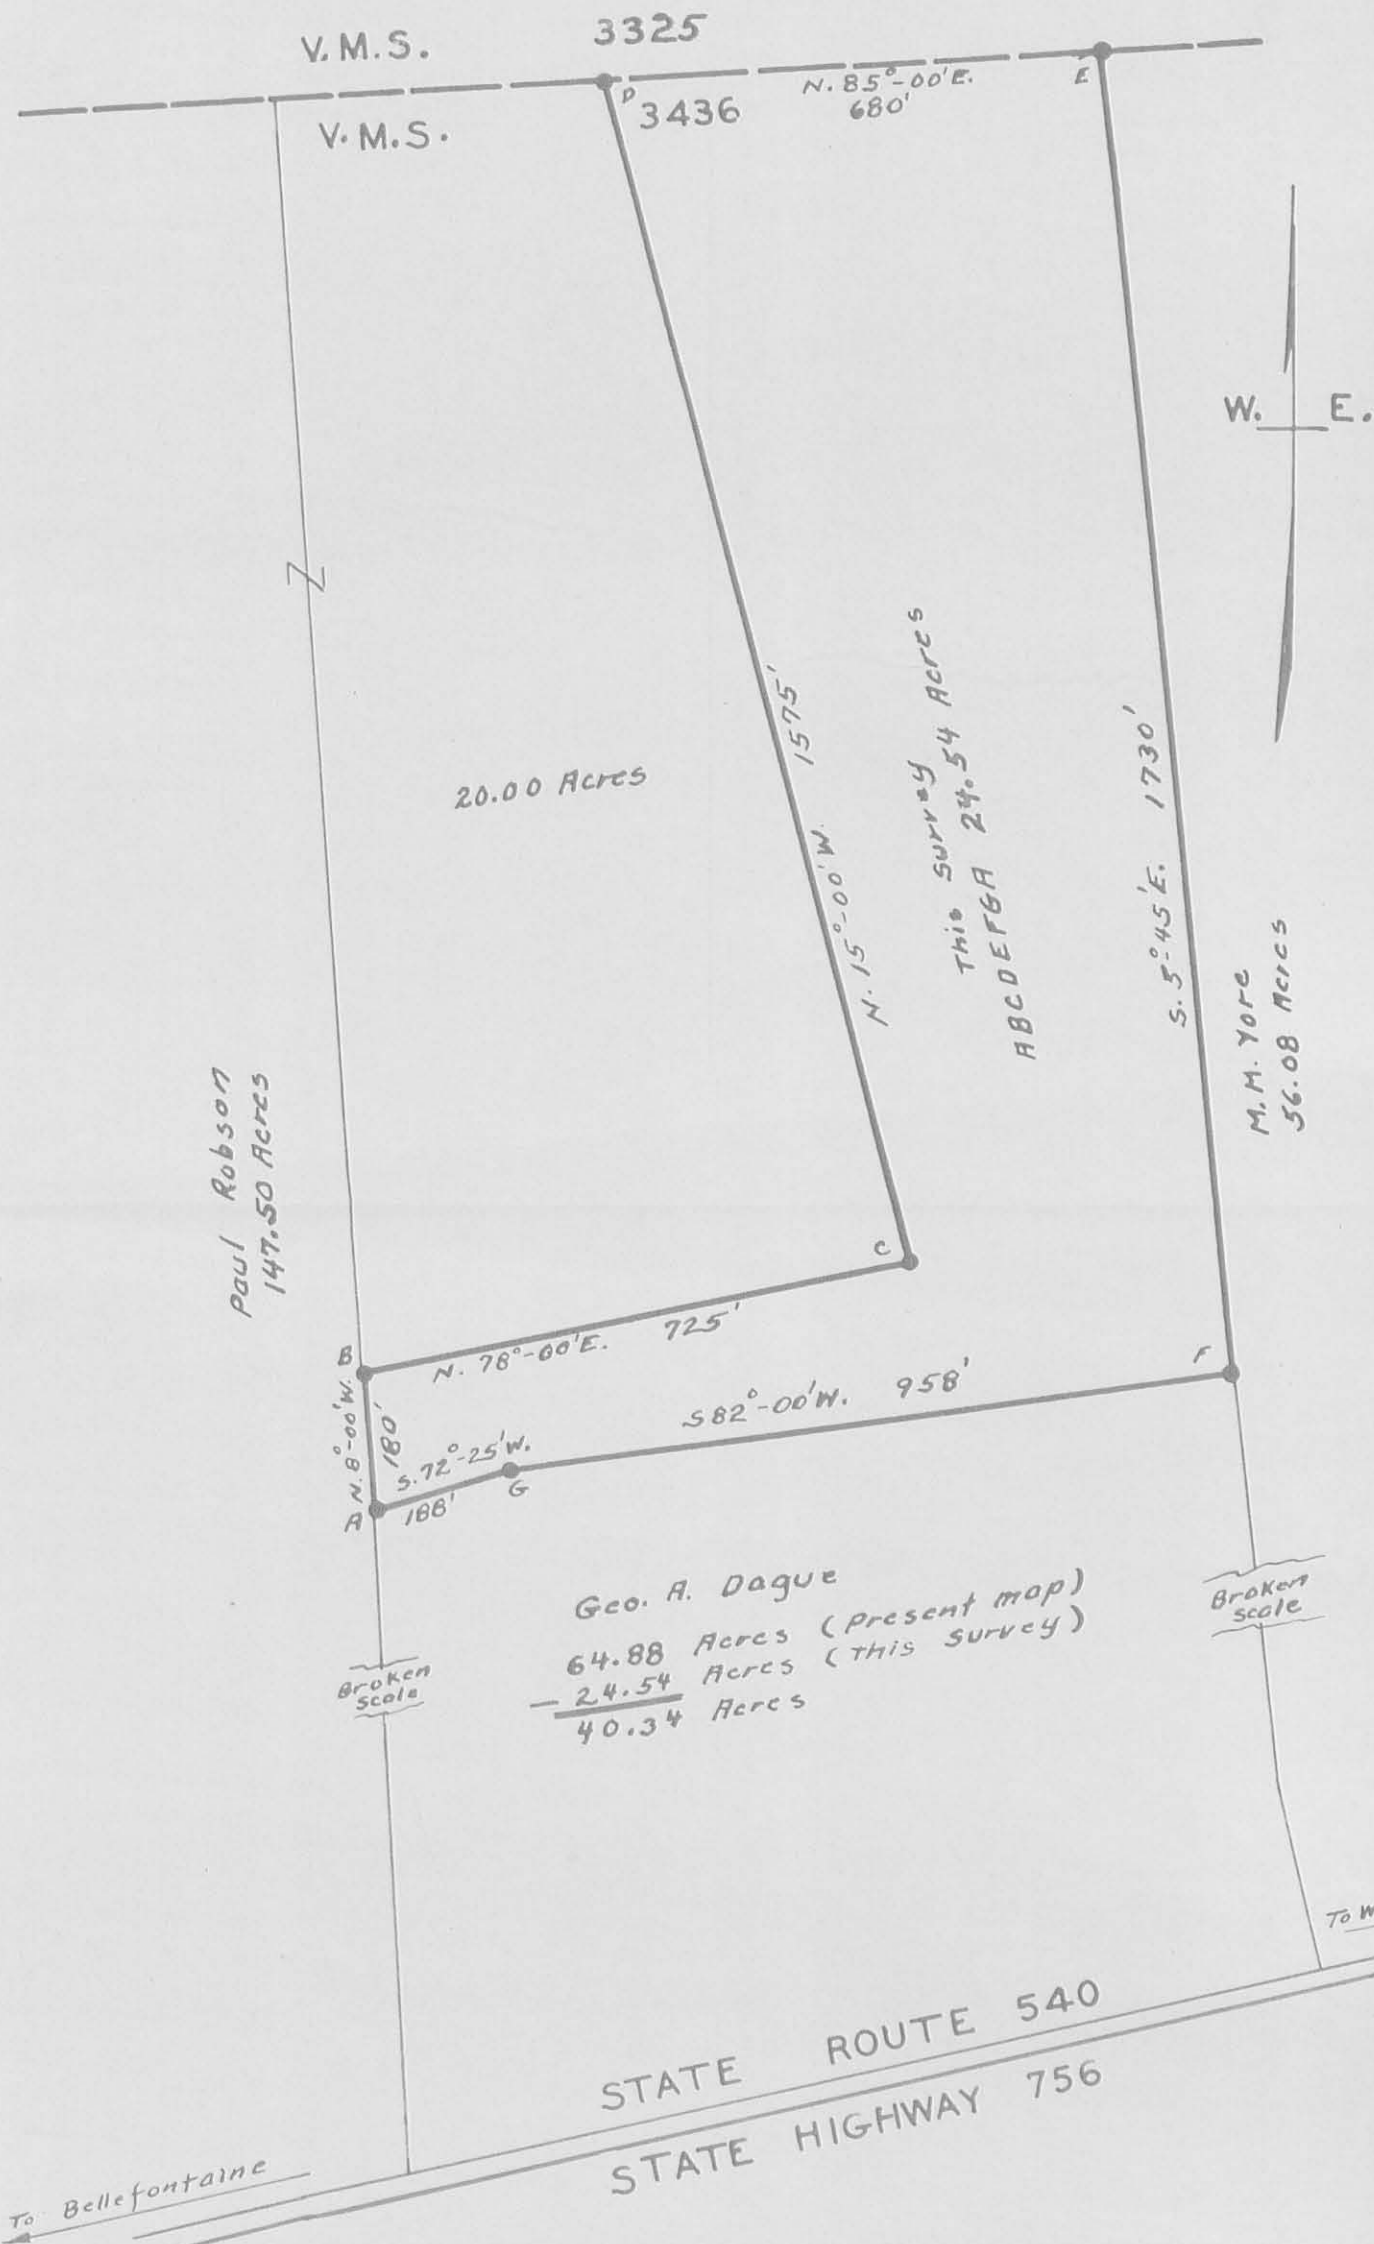 V.M.S. 3325
D
N. 85°-00'E.
680'
E
3436
V.M.S.
W. E.
1575'
N. 15°-00'W.
This survey
ABCDEFGA 24.54 Acres
S. 5°-45'E. 1730'
20.00 Acres
M.M. Yore
56.08 Acres
Paul Robson
147.50 Acres
C
B
N. 78°-00'E. 725'
F
N. 8°-00'W.
180'
S82°-00'W. 958'
S. 72°-25'W.
188'
G
A
Geo. A. Dague
64.88 Acres (Present map)
- 24.54 Acres (This Survey)
40.34 Acres
Broken
scale
Broken
scale
To W
STATE ROUTE 540
STATE HIGHWAY 756
To Bellefontaine